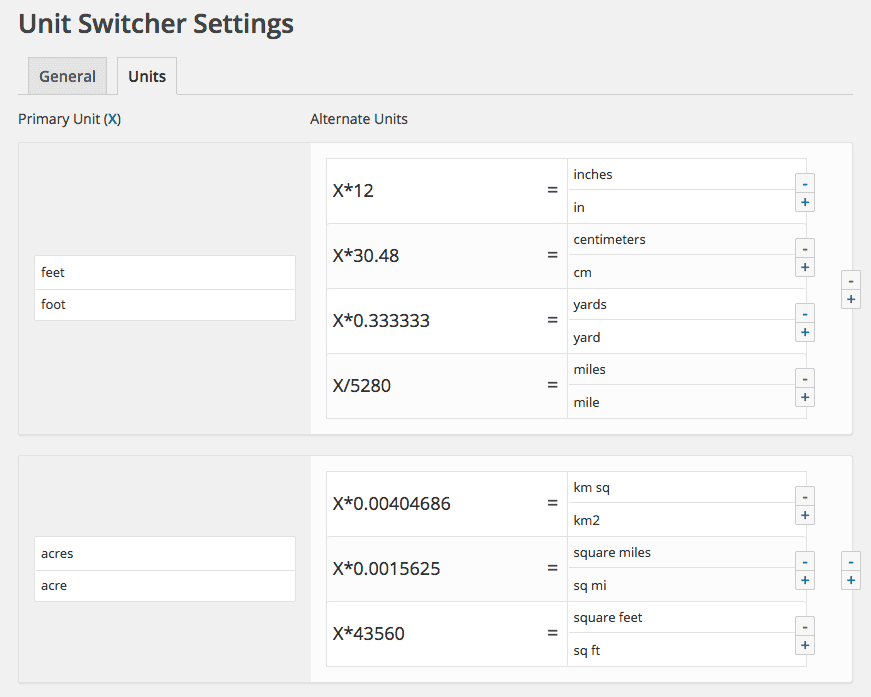 Unit Switcher Settings
General
Units
Primary Unit (X)
Alternate Units
feet
foot
X*12
=
inches
in
-
+
X*30.48
=
centimeters
cm
-
+
X*0.333333
=
yards
yard
-
+
X/5280
=
miles
mile
-
+
-
+
acres
acre
X*0.00404686
=
km sq
km2
-
+
X*0.0015625
=
square miles
sq mi
-
+
X*43560
=
square feet
sq ft
-
+
-
+